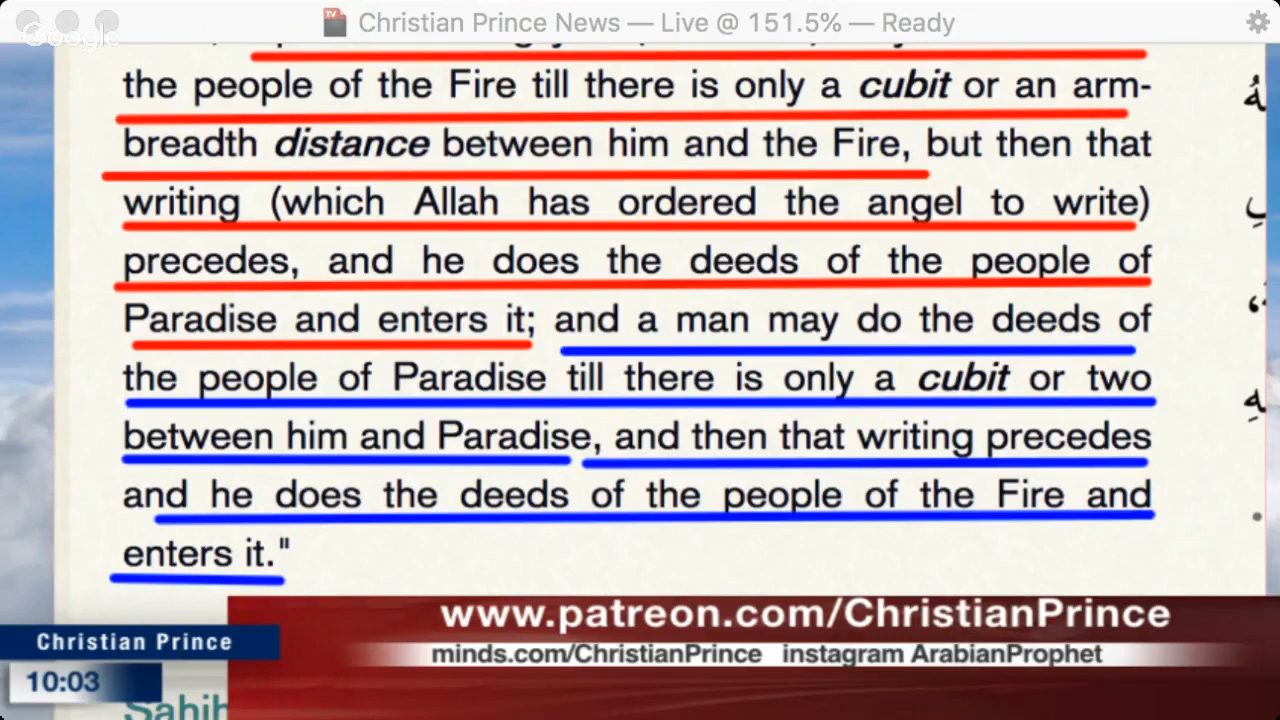 Christian Prince News — Live @ 151.5% — Ready
Google
the people of the Fire till there is only a cubit or an arm-
breadth distance between him and the Fire, but then that
writing (which Allah has ordered the angel to write)
precedes, and he does the deeds of the people of
Paradise and enters it; and a man may do the deeds of
the people of Paradise till there is only a cubit or two
between him and Paradise, and then that writing precedes
and he does the deeds of the people of the Fire and
enters it."
www.patreon.com/ChristianPrince
Christian Prince
minds.com/ChristianPrince instagram ArabianProphet
10:03
Sahih